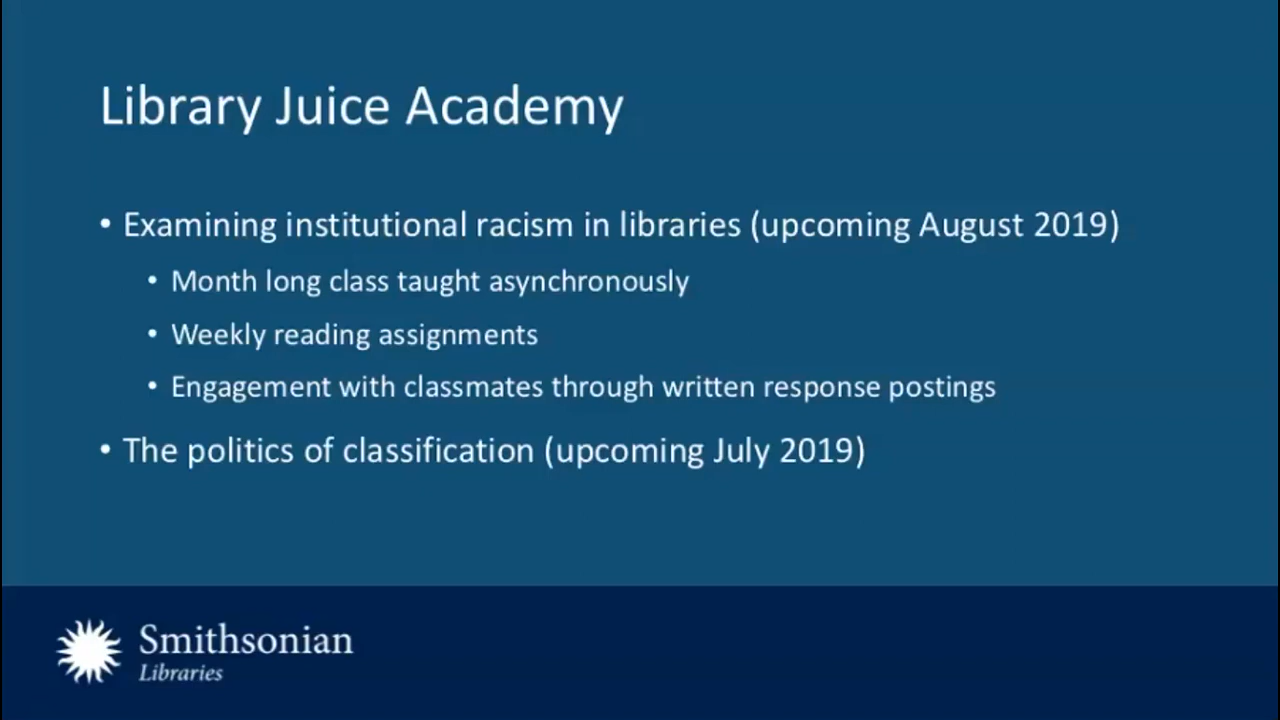 Library Juice Academy
• Examining institutional racism in libraries (upcoming August 2019)
• Month long class taught asynchronously
• Weekly reading assignments
• Engagement with classmates through written response postings
• The politics of classification (upcoming July 2019)
Smithsonian
Libraries